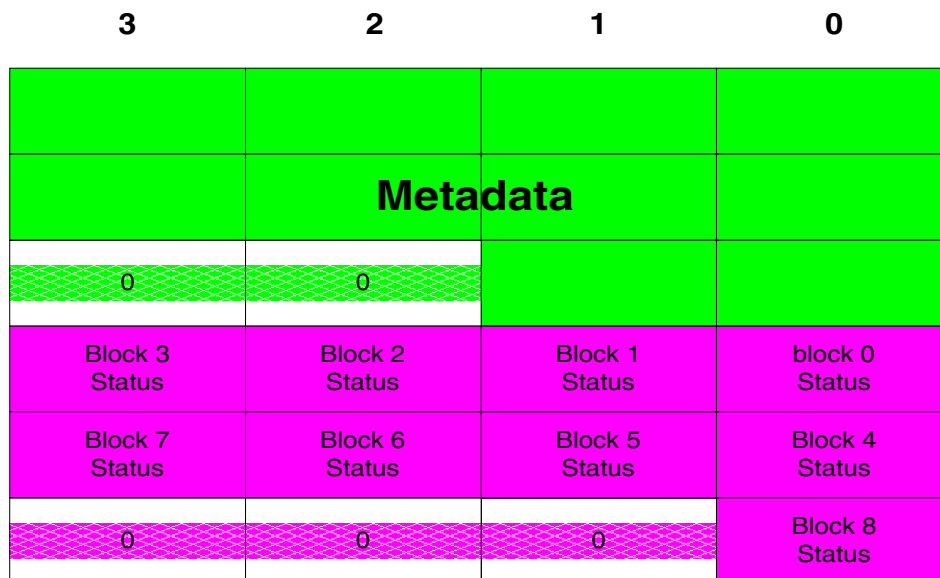 3 2 1 0
Metadata
0 0
Block 3 Block 2 Block 1 block 0
Status Status Status Status
Block 7 Block 6 Block 5 Block 4
Status Status Status Status
0 0 0 Block 8
Status